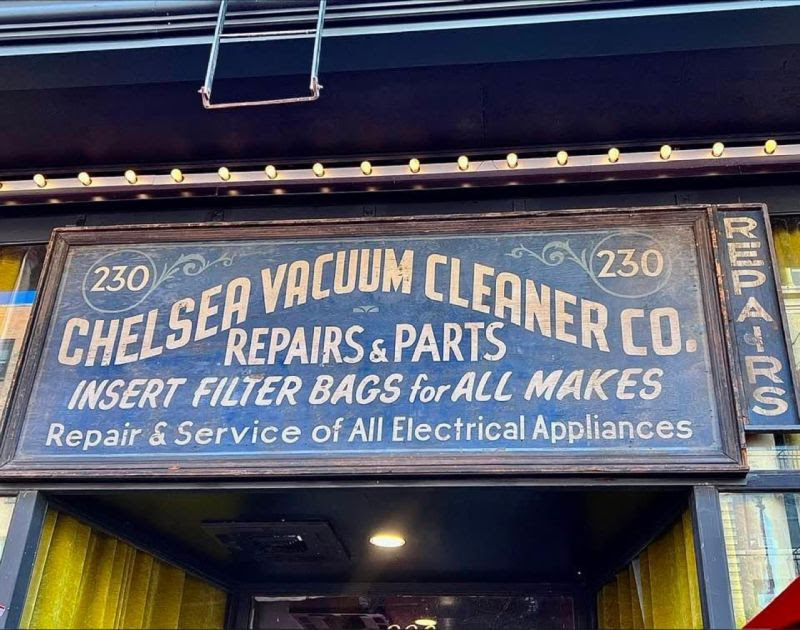 230
230
CHELSEA VACUUM CLEANER CO.
REPAIRS & PARTS
INSERT FILTER BAGS for ALL MAKES
Repair & Service of All Electrical Appliances
REPAIRS